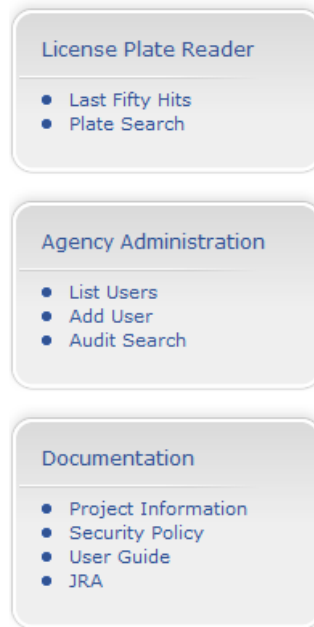 License Plate Reader
Last Fifty Hits
Plate Search
Agency Administration
List Users
Add User
Audit Search
Documentation
Project Information
Security Policy
User Guide
JRA